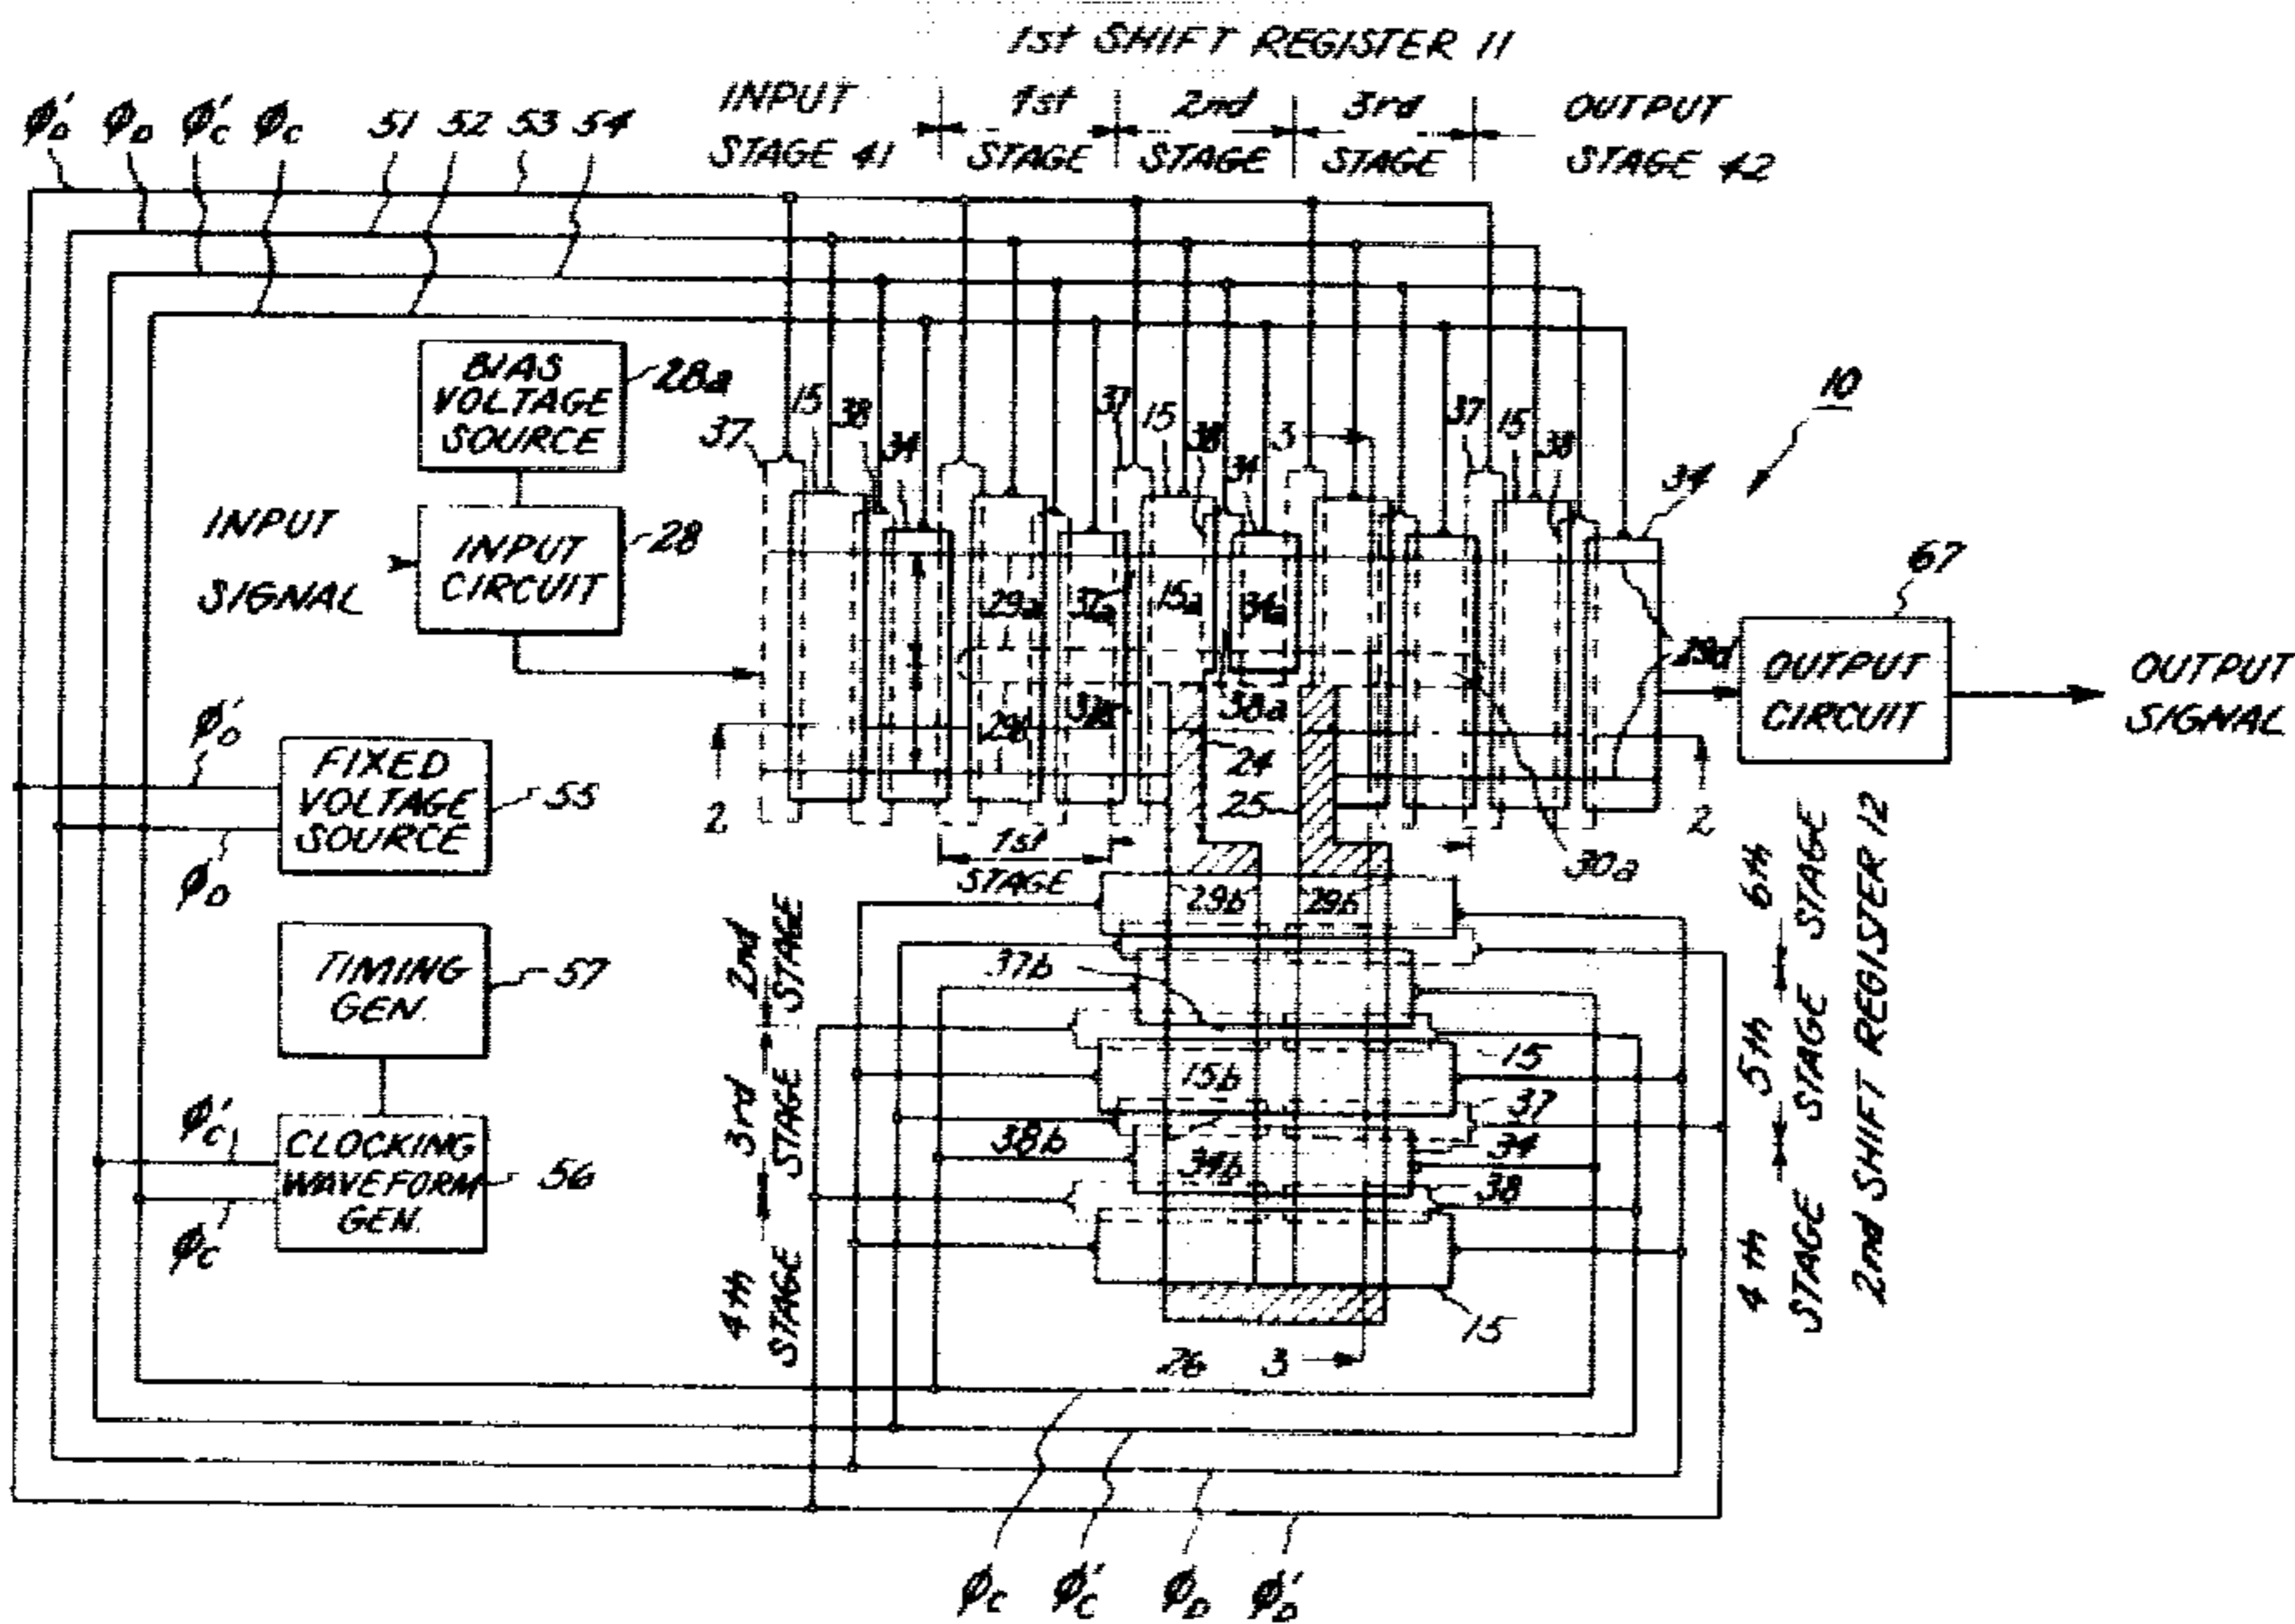 1st SHIFT REGISTER 11
INPUT STAGE 41
1st STAGE
2nd STAGE
3rd STAGE
OUTPUT STAGE 42
ϕ'D ϕD ϕ'C ϕC 51 52 53 54
BIAS VOLTAGE SOURCE
28a
10
37 15 38 34
37 15 38 34 3
37 15 38 34
INPUT SIGNAL
INPUT CIRCUIT
28
67
29a 37a 15a 34a
OUTPUT CIRCUIT
OUTPUT SIGNAL
38a
29b
24
25
2
2
30a
1st STAGE
ϕ'D
FIXED VOLTAGE SOURCE
55
ϕD
29b 29b
2nd STAGE
6th STAGE
TIMING GEN.
57
37b
3rd STAGE
5th STAGE
2nd SHIFT REGISTER 12
15b
15
37
38b
34b
34
38
ϕ'C
CLOCKING WAVEFORM GEN.
56
ϕC
4th STAGE
4th STAGE
15
26 3
ϕC ϕ'C ϕD ϕ'D